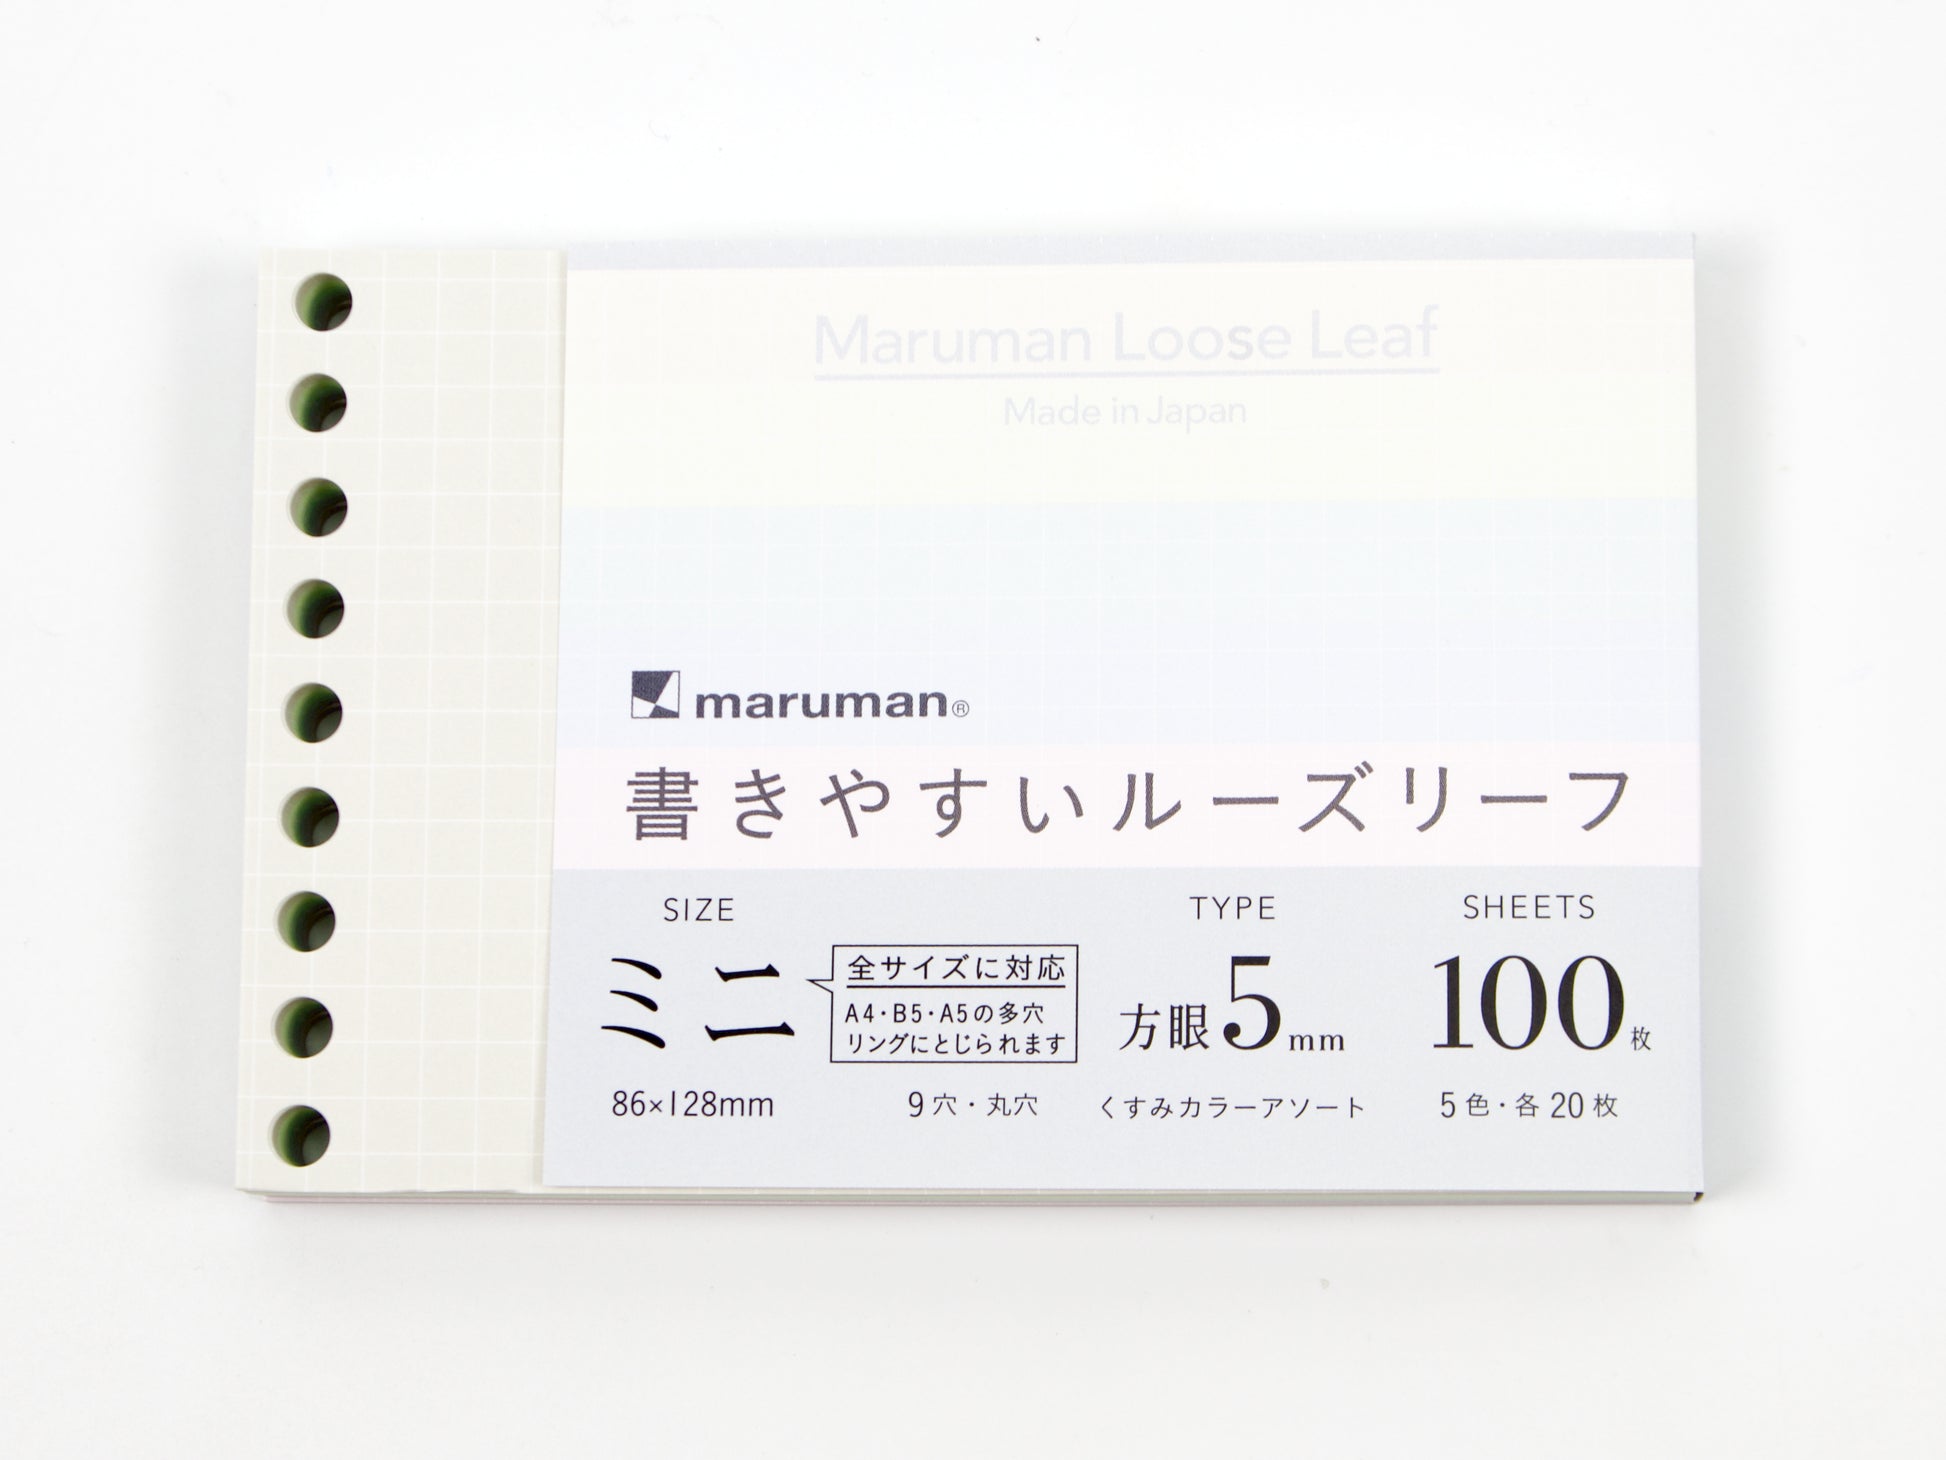 Maruman Loose Leaf
Made in Japan
maruman®
書きやすいルーズリーフ
SIZE
ミニ
全サイズに対応
A4・B5・A5の多穴
リングにとじられます
86×128mm
9穴・丸穴
TYPE
方眼5mm
くすみカラーアソート
SHEETS
100枚
5色・各20枚